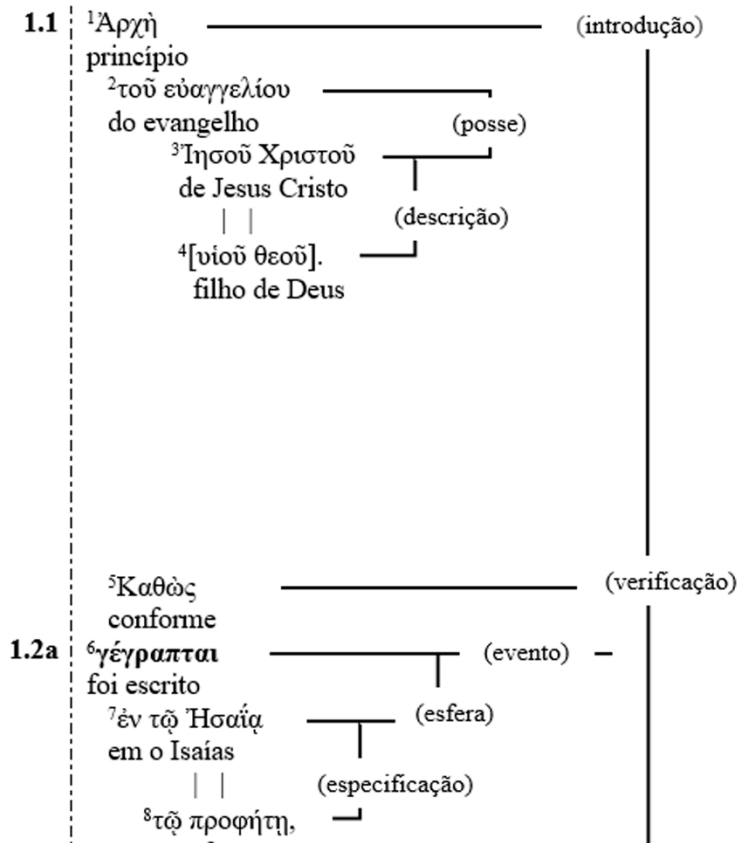 1.1 ¹Ἀρχὴ (introdução)
princípio
²τοῦ εὐαγγελίου
do evangelho (posse)
³Ἰησοῦ Χριστοῦ
de Jesus Cristo
(descrição)
⁴[υἱοῦ θεοῦ].
filho de Deus
⁵Καθὼς (verificação)
conforme
1.2a ⁶γέγραπται (evento)
foi escrito
⁷ἐν τῷ Ἠσαΐᾳ (esfera)
em o Isaías
(especificação)
⁸τῷ προφήτῃ,